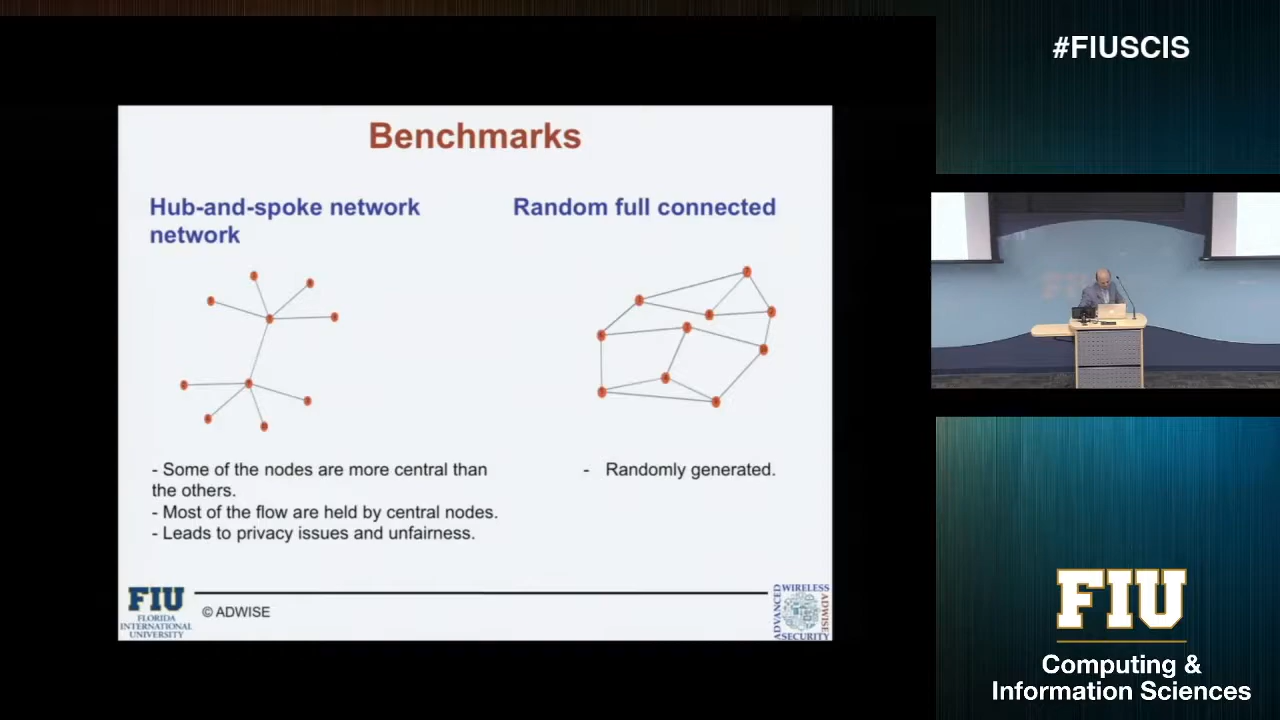 #FIUSCIS
Benchmarks
Hub-and-spoke network
network
Random full connected
- Some of the nodes are more central than
the others.
- Most of the flow are held by central nodes.
- Leads to privacy issues and unfairness.
- Randomly generated.
FIU
FLORIDA
INTERNATIONAL
UNIVERSITY
© ADWISE
ADVANCED
WIRELESS
ADWISE
SECURITY
FIU
Computing &
Information Sciences